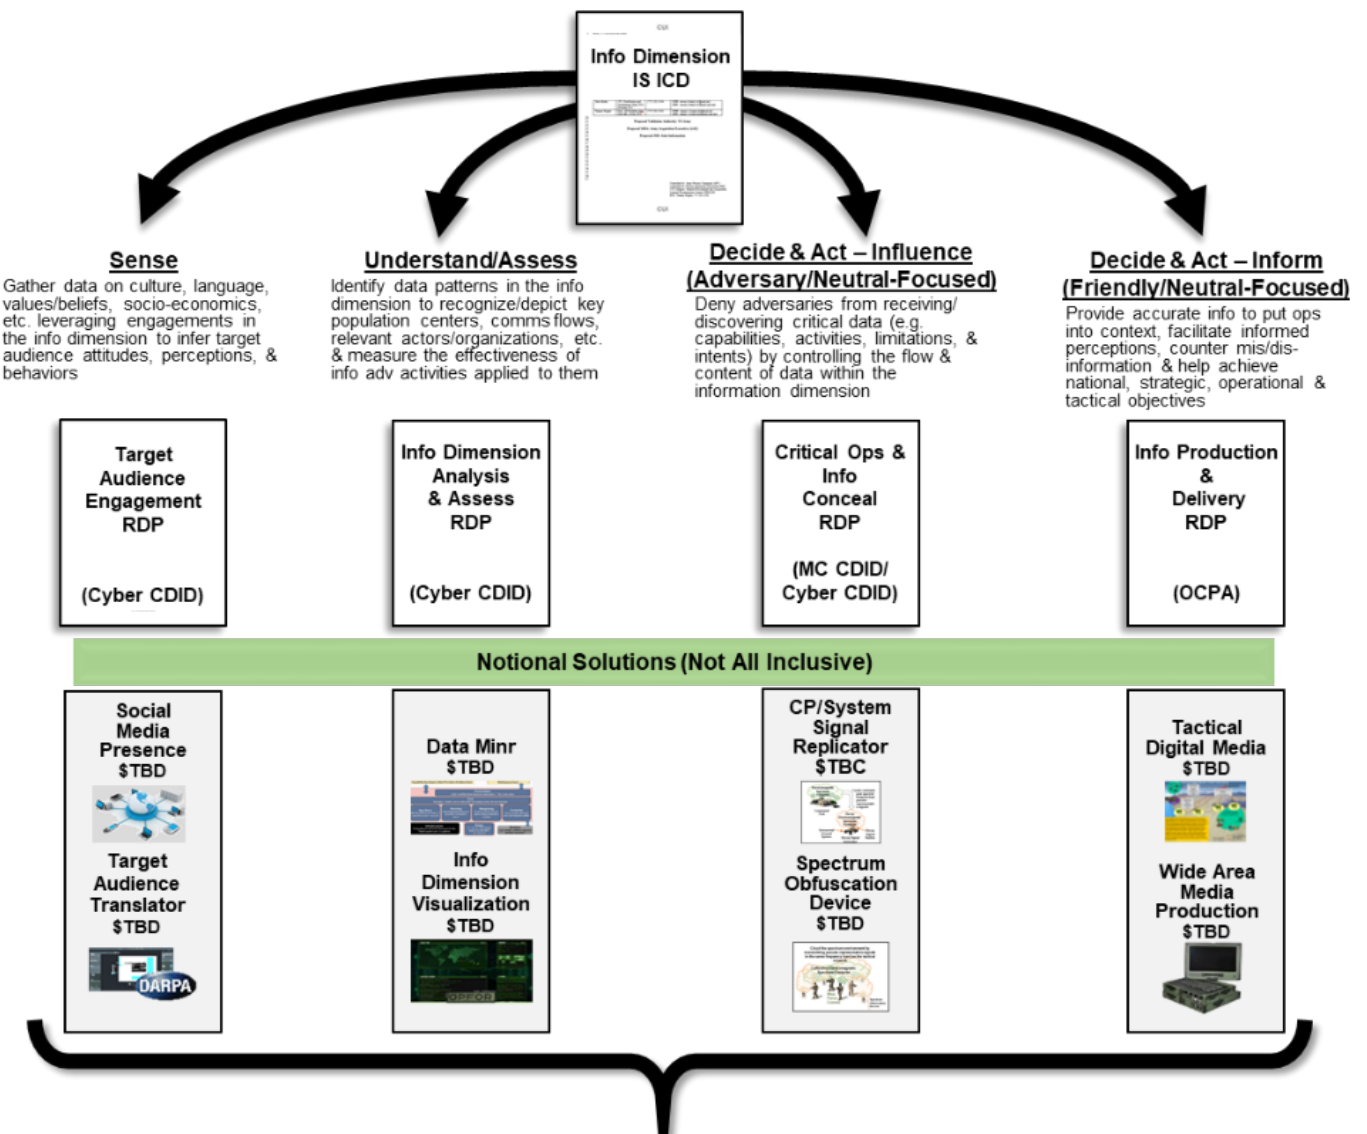 CUI
Info Dimension
IS ICD
CUI
Sense
Gather data on culture, language,
values/beliefs, socio-economics,
etc. leveraging engagements in
the info dimension to infer target
audience attitudes, perceptions, &
behaviors
Understand/Assess
Identify data patterns in the info
dimension to recognize/depict key
population centers, comms flows,
relevant actors/organizations, etc.
& measure the effectiveness of
info adv activities applied to them
Decide & Act – Influence
(Adversary/Neutral-Focused)
Deny adversaries from receiving/
discovering critical data (e.g.
capabilities, activities, limitations, &
intents) by controlling the flow &
content of data within the
information dimension
Decide & Act – Inform
(Friendly/Neutral-Focused)
Provide accurate info to put ops
into context, facilitate informed
perceptions, counter mis/dis-
information & help achieve
national, strategic, operational &
tactical objectives
Target
Audience
Engagement
RDP
(Cyber CDID)
Info Dimension
Analysis
& Assess
RDP
(Cyber CDID)
Critical Ops &
Info
Conceal
RDP
(MC CDID/
Cyber CDID)
Info Production
&
Delivery
RDP
(OCPA)
Notional Solutions (Not All Inclusive)
Social
Media
Presence
$TBD
Target
Audience
Translator
$TBD
DARPA
Data Minr
$TBD
Info
Dimension
Visualization
$TBD
CP/System
Signal
Replicator
$TBC
Spectrum
Obfuscation
Device
$TBD
Tactical
Digital Media
$TBD
Wide Area
Media
Production
$TBD